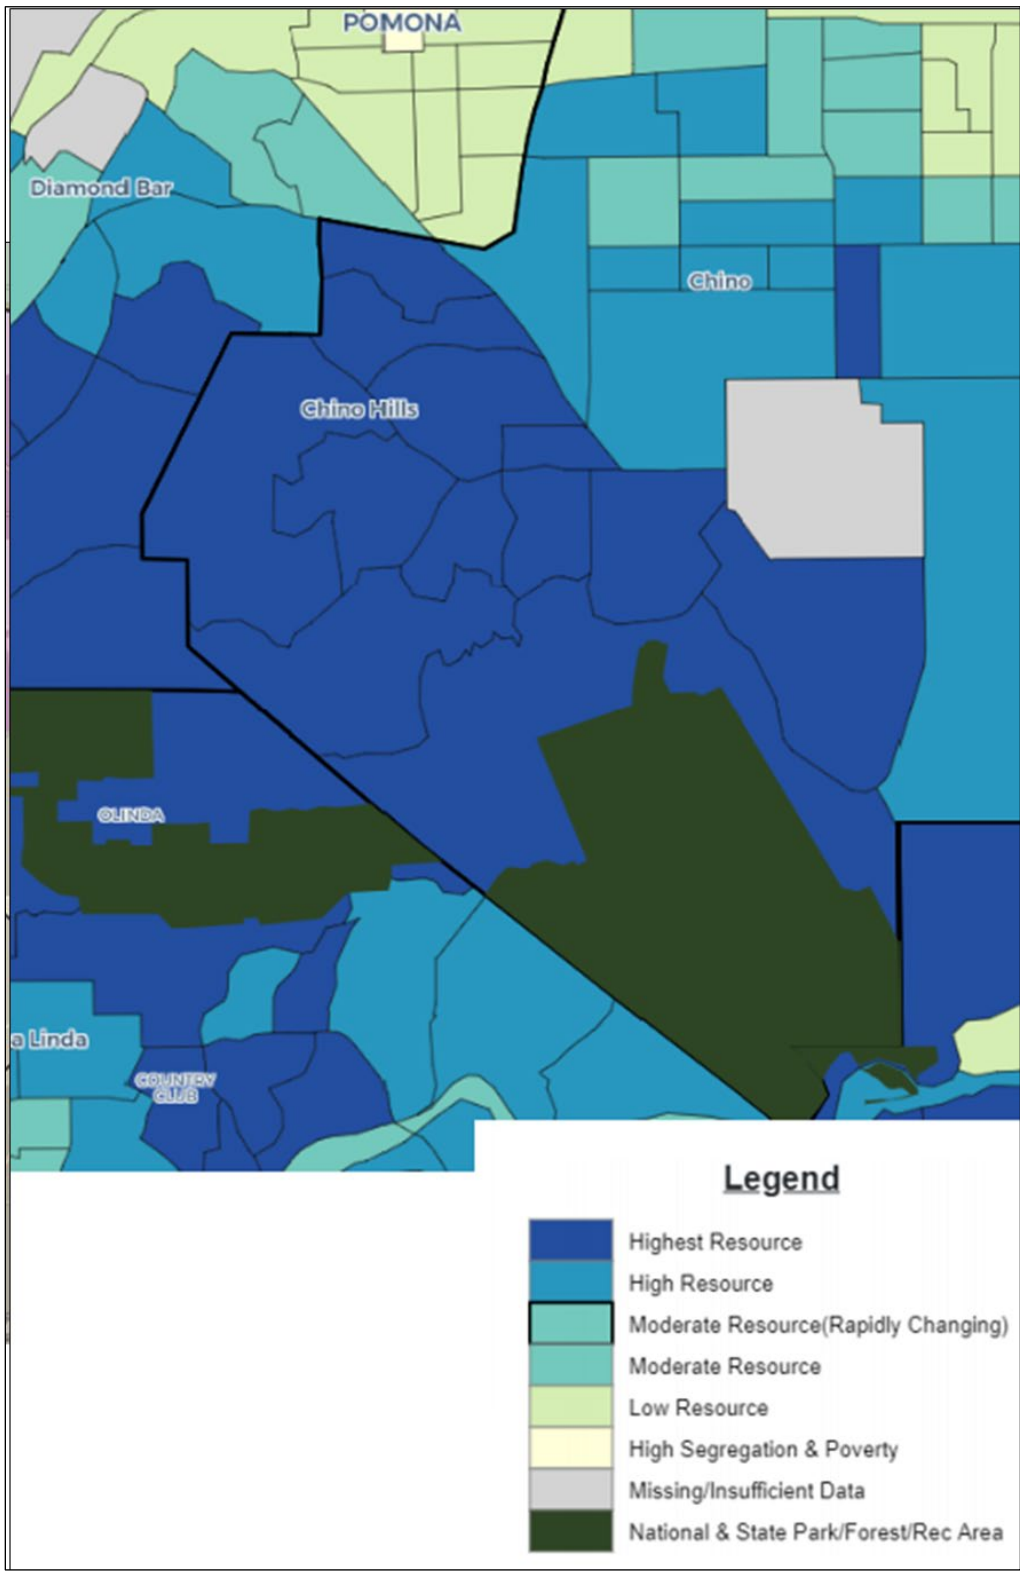 POMONA
Diamond Bar
Chino
Chino Hills
OLINDA
a Linda
COUNTRY
CLUB
Legend
Highest Resource
High Resource
Moderate Resource(Rapidly Changing)
Moderate Resource
Low Resource
High Segregation & Poverty
Missing/Insufficient Data
National & State Park/Forest/Rec Area